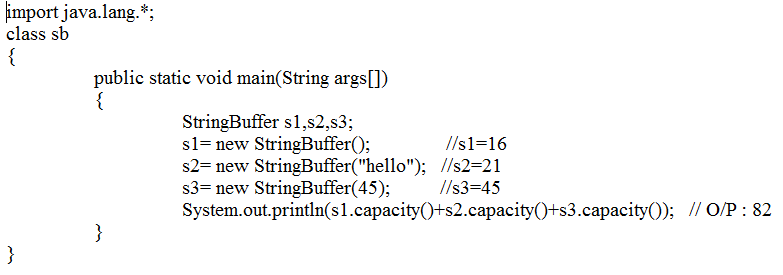 import java.lang.*;
class sb
{
public static void main(String args[])
{
StringBuffer s1,s2,s3;
s1= new StringBuffer(); //s1=16
s2= new StringBuffer("hello"); //s2=21
s3= new StringBuffer(45); //s3=45
System.out.println(s1.capacity()+s2.capacity()+s3.capacity()); // O/P : 82
}
}